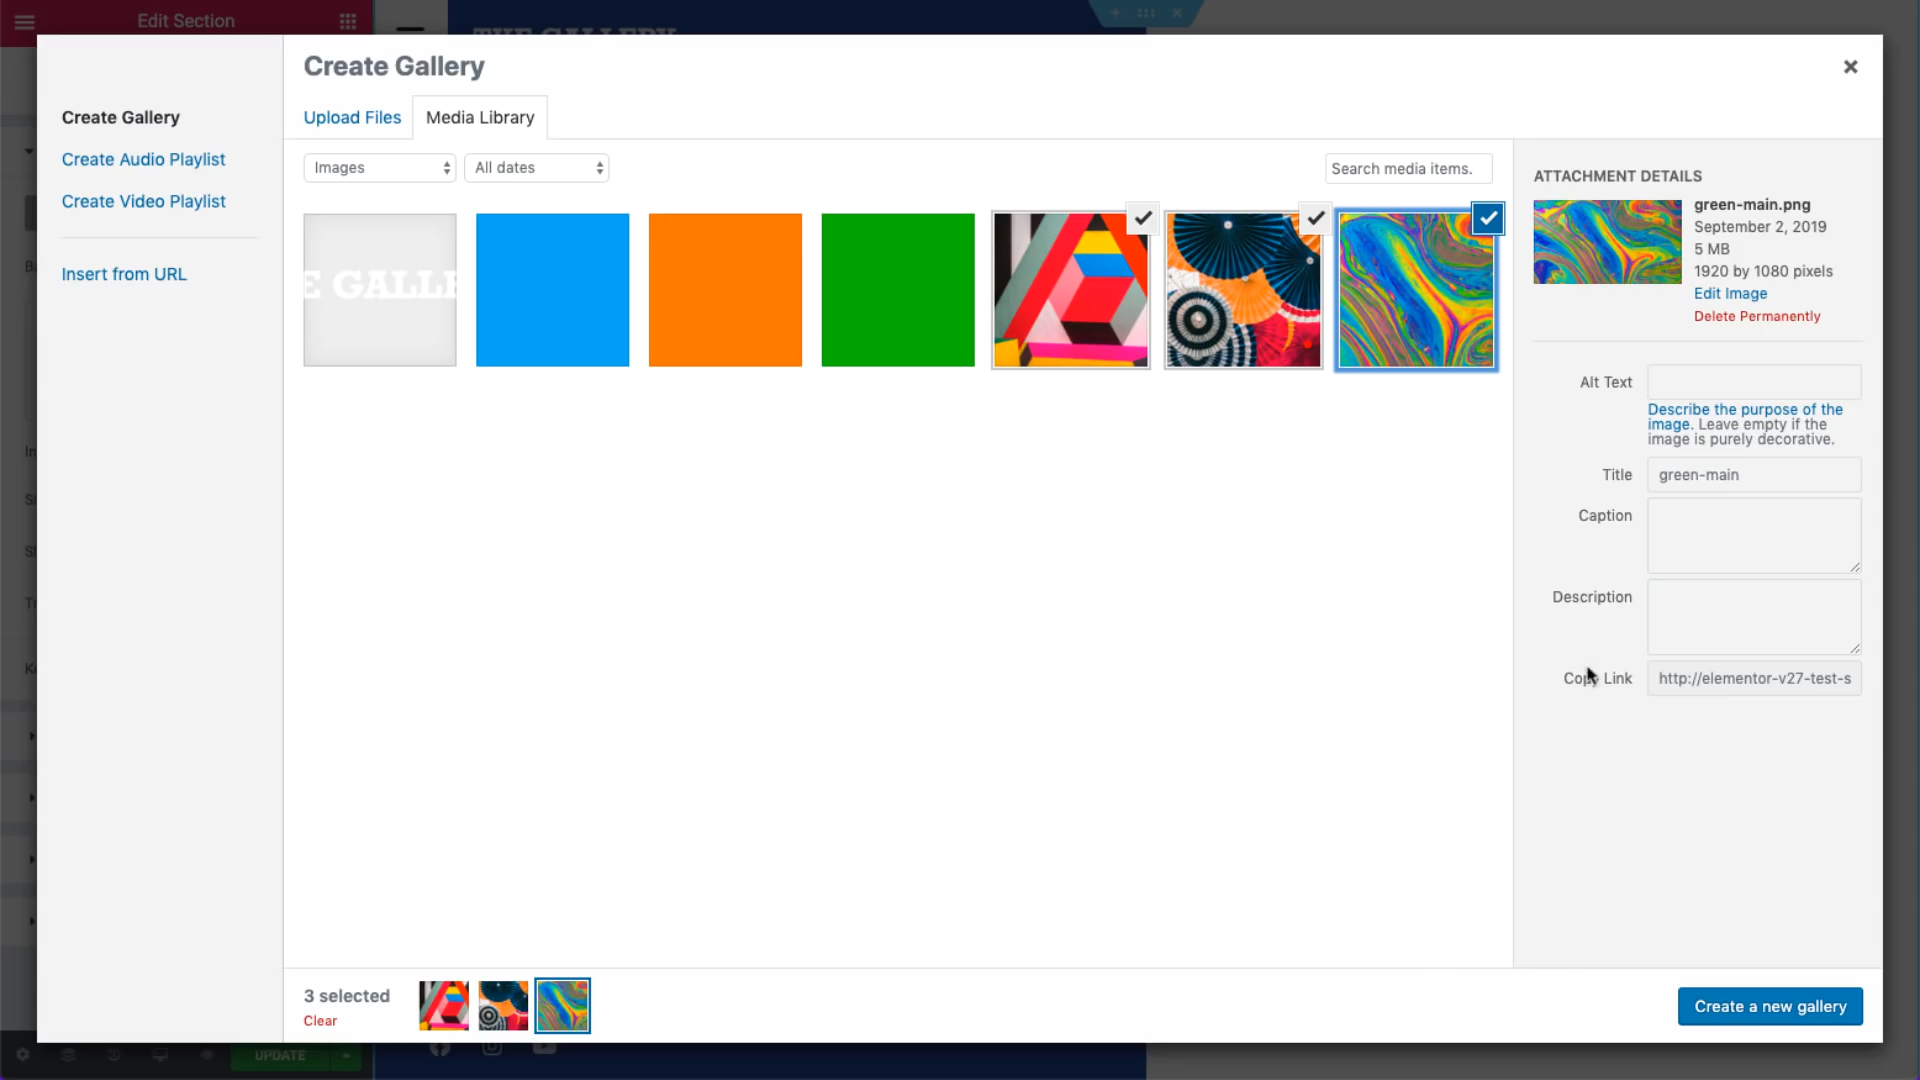 Edit Section
THE GALLERY
Create Gallery
Create Gallery
Create Audio Playlist
Create Video Playlist
Insert from URL
Upload Files
Media Library
Images
All dates
Search media items.
E GALLE
ATTACHMENT DETAILS
green-main.png
September 2, 2019
5 MB
1920 by 1080 pixels
Edit Image
Delete Permanently
Alt Text
Describe the purpose of the
image. Leave empty if the
image is purely decorative.
Title
green-main
Caption
Description
Copy Link
http://elementor-v27-test-s
3 selected
Clear
Create a new gallery
UPDATE